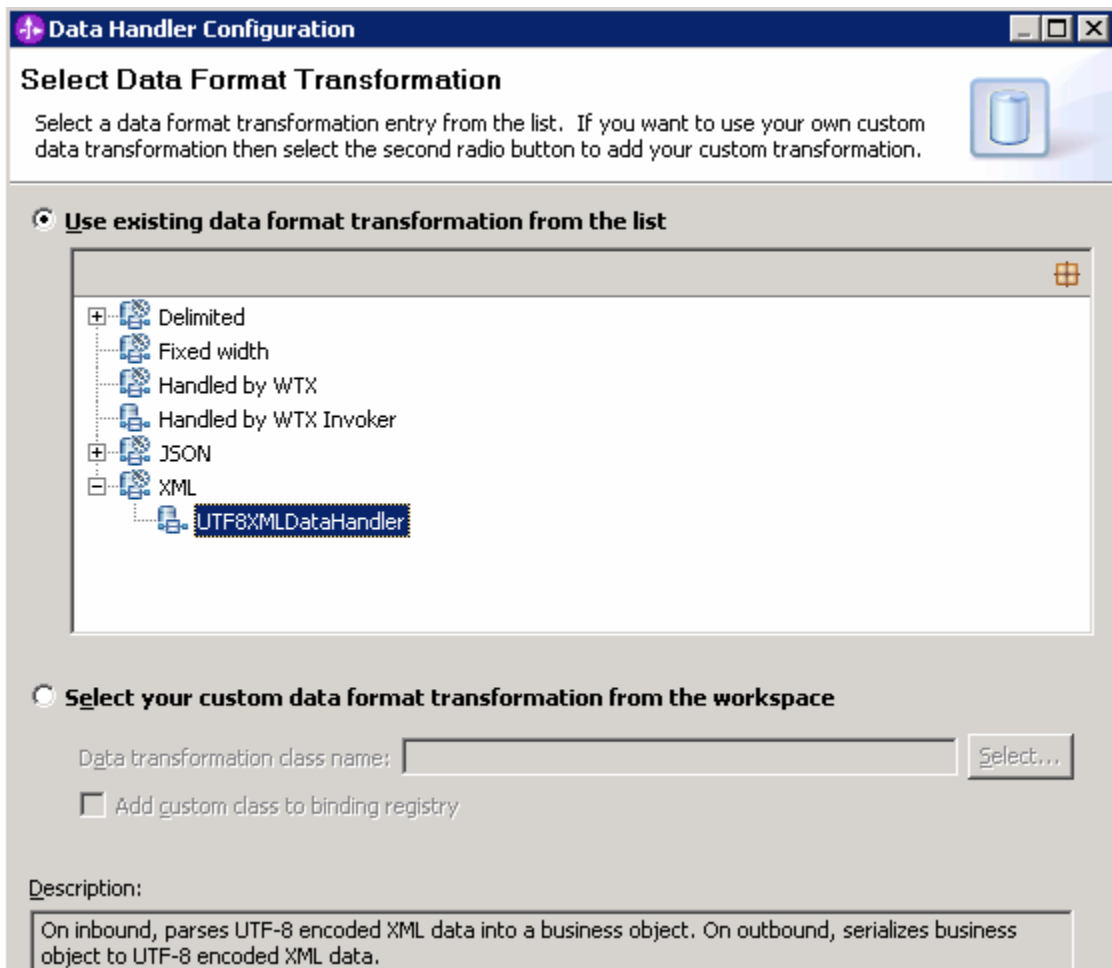 Data Handler Configuration
Select Data Format Transformation
Select a data format transformation entry from the list. If you want to use your own custom
data transformation then select the second radio button to add your custom transformation.
Use existing data format transformation from the list
Delimited
Fixed width
Handled by WTX
Handled by WTX Invoker
JSON
XML
UTF8XMLDataHandler
Select your custom data format transformation from the workspace
Data transformation class name:
Select...
Add custom class to binding registry
Description:
On inbound, parses UTF-8 encoded XML data into a business object. On outbound, serializes business
object to UTF-8 encoded XML data.